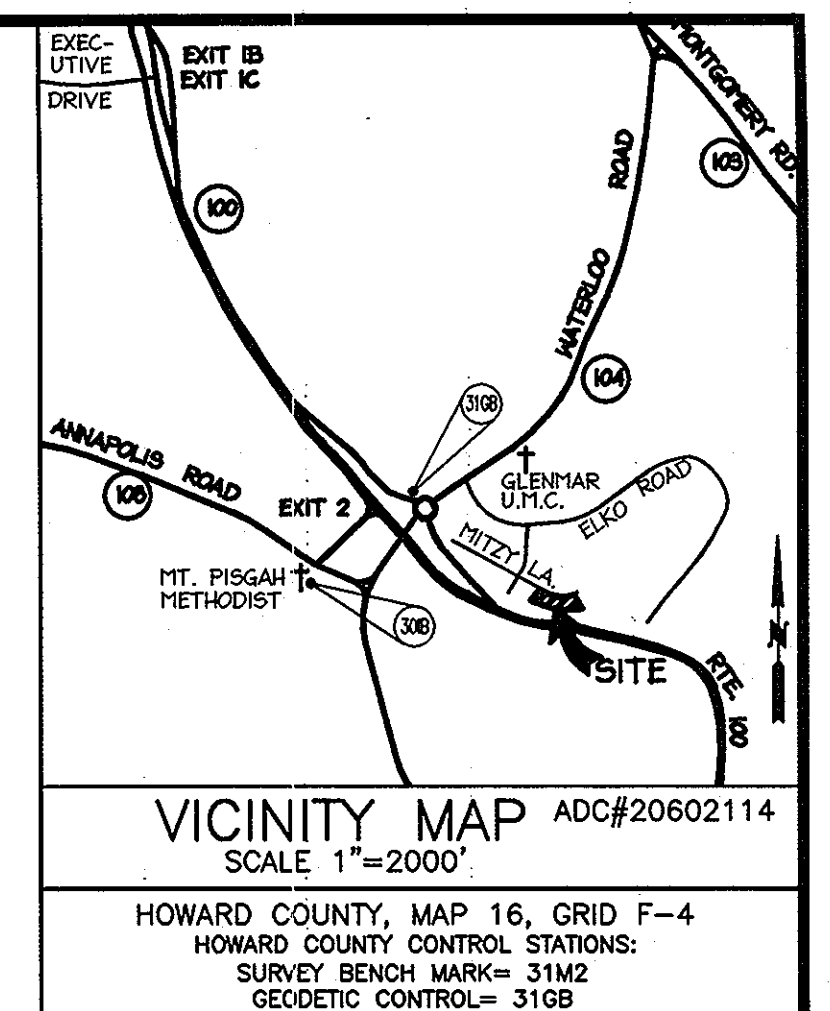 EXEC-
UTIVE
DRIVE
EXIT 1B
EXIT 1C
MONTGOMERY RD.
103
100
WATERLOO ROAD
104
31GB
ANNAPOLIS ROAD
108
EXIT 2
GLENMAR
U.M.C.
ELKO ROAD
MITZY LA.
MT. PISGAH
METHODIST
301B
SITE
RTE. 100
N
VICINITY MAP ADC#20602114
SCALE 1"=2000'
HOWARD COUNTY, MAP 16, GRID F-4
HOWARD COUNTY CONTROL STATIONS:
SURVEY BENCH MARK= 31M2
GEODETIC CONTROL= 31GB